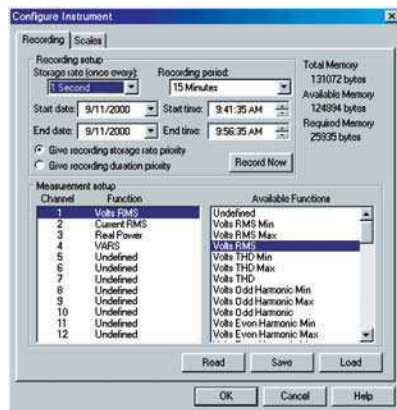 Configure Instrument
Recording Scales
Recording setup
Storage rate (once every): Recording period:
1 Second 15 Minutes
Start date: 9/11/2000 Start time: 9:41:35 AM
End date: 9/11/2000 End time: 9:56:35 AM
Give recording storage rate priority
Give recording duration priority
Record Now
Total Memory
131072 bytes
Available Memory
124894 bytes
Required Memory
25935 bytes
Measurement setup
Channel Function
1 Volts RMS
2 Current RMS
3 Real Power
4 VARS
5 Undefined
6 Undefined
7 Undefined
8 Undefined
9 Undefined
10 Undefined
11 Undefined
12 Undefined
Available Functions
Undefined
Volts RMS Min
Volts RMS Max
Volts RMS
Volts THD Min
Volts THD Max
Volts THD
Volts Odd Harmonic Min
Volts Odd Harmonic Max
Volts Odd Harmonic
Volts Even Harmonic Min
Volts Even Harmonic Max
Read Save Load
OK Cancel Help